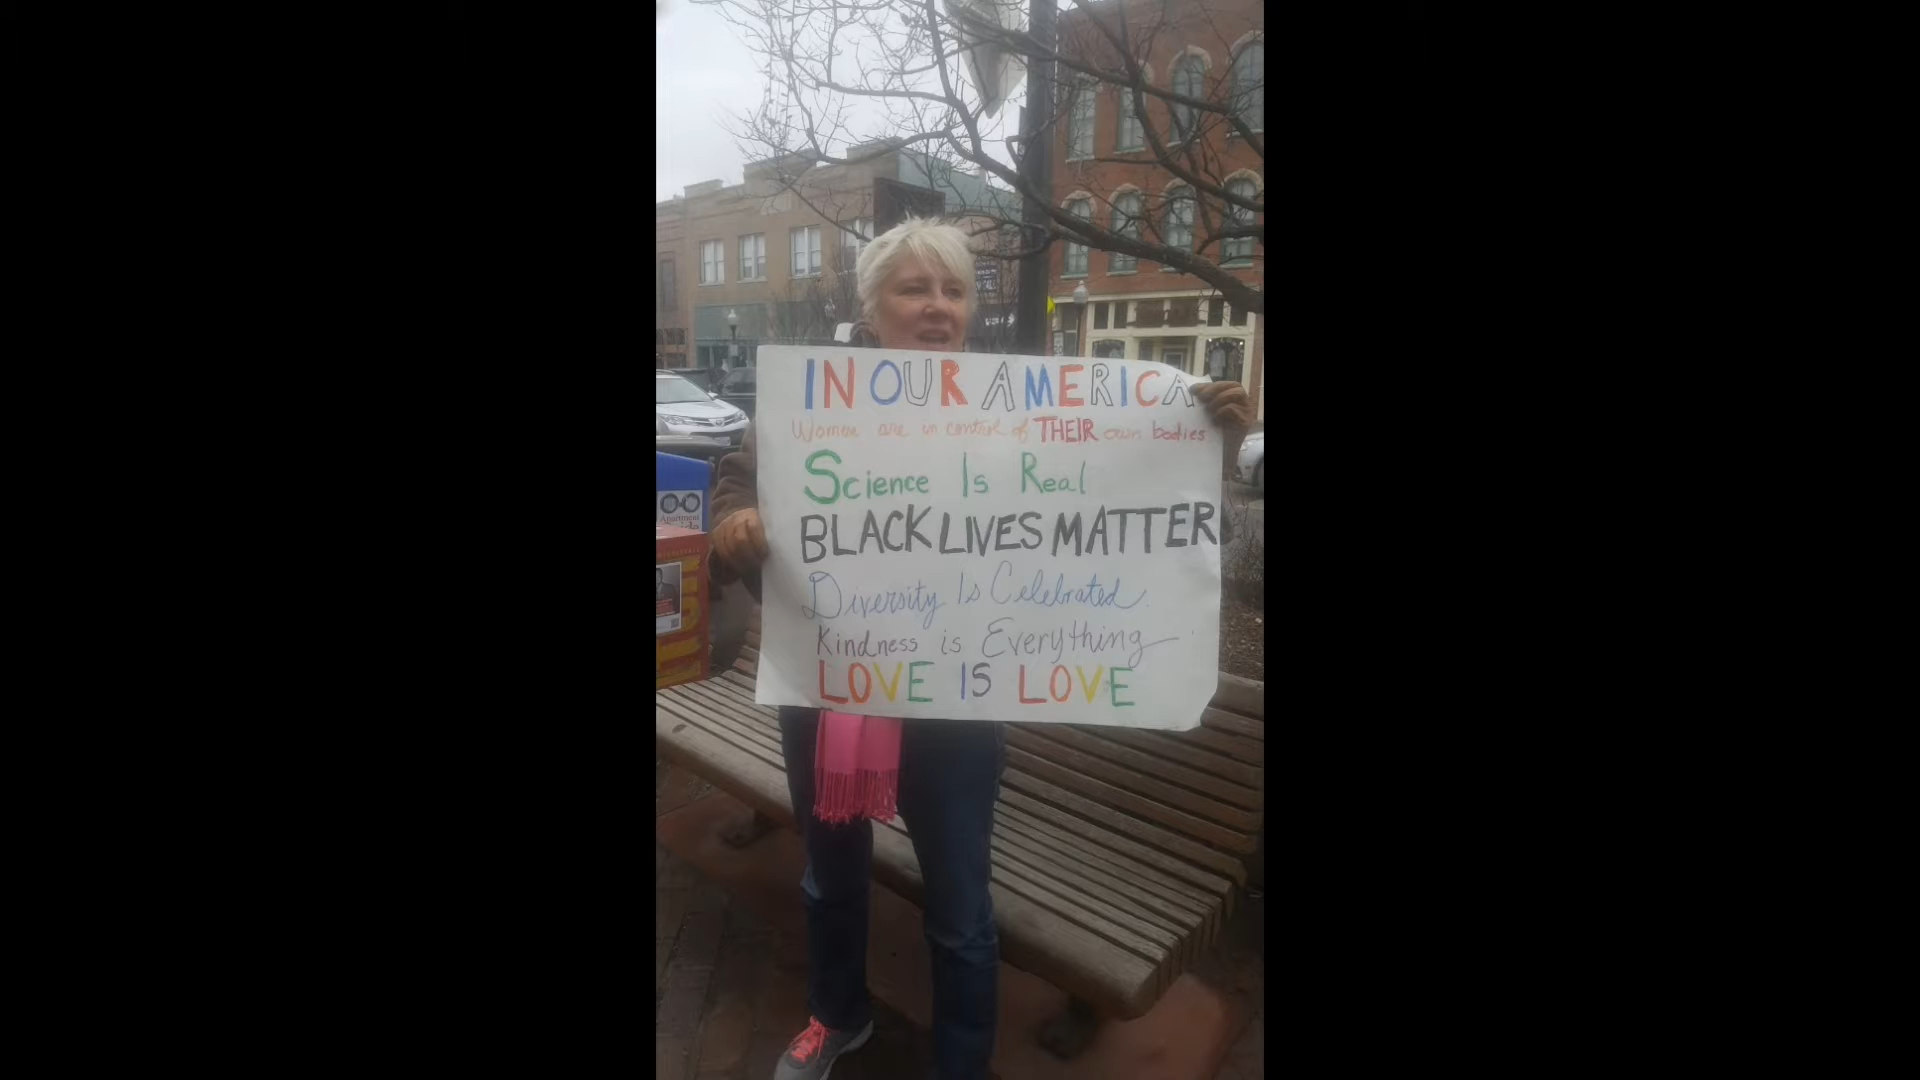 IN OUR AMERICA
Women are in control of THEIR own bodies
Science Is Real
BLACK LIVES MATTER
Diversity Is Celebrated.
Kindness is Everything
LOVE IS LOVE
Apartment